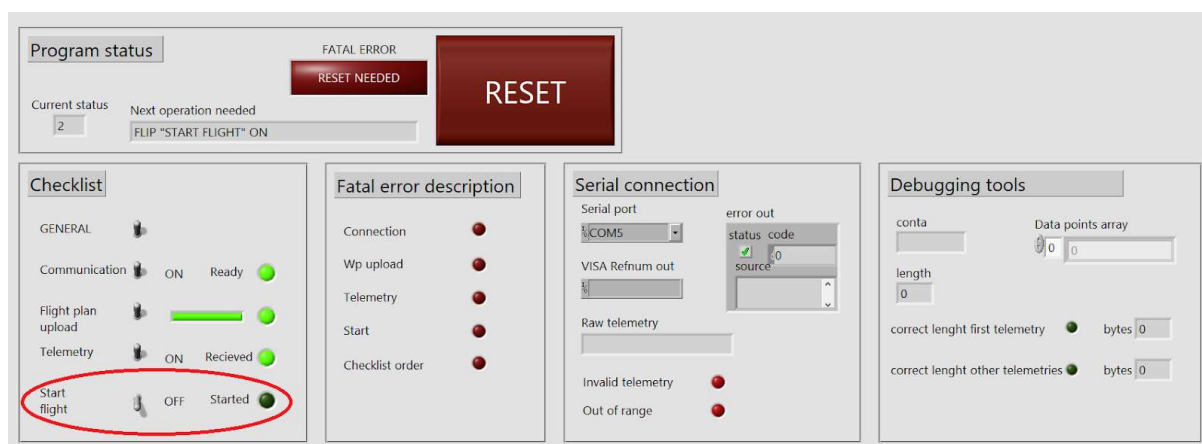 Program status
FATAL ERROR
RESET NEEDED
RESET
Current status
2
Next operation needed
FLIP "START FLIGHT" ON
Checklist
GENERAL
Communication ON Ready
Flight plan
upload
Telemetry ON Recieved
Start
flight
OFF Started
Fatal error description
Connection
Wp upload
Telemetry
Start
Checklist order
Serial connection
Serial port
COM5
error out
status code
0
source
VISA Refnum out
Raw telemetry
Invalid telemetry
Out of range
Debugging tools
conta
Data points array
0 0
length
0
correct lenght first telemetry bytes 0
correct lenght other telemetries bytes 0